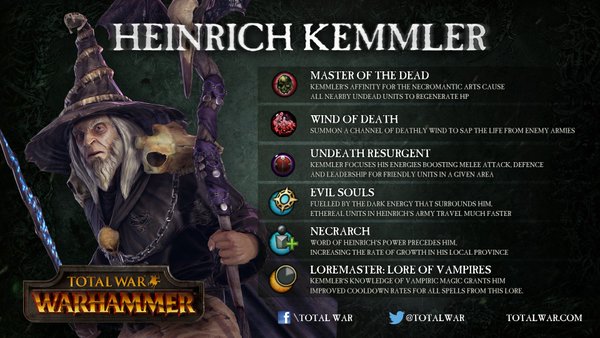 HEINRICH KEMMLER
MASTER OF THE DEAD
KEMMLER'S AFFINITY FOR THE NECROMANTIC ARTS CAUSE
ALL NEARBY UNDEAD UNITS TO REGENERATE HP
WIND OF DEATH
SUMMON A CHANNEL OF DEATHLY WIND TO SAP THE LIFE FROM ENEMY ARMIES
UNDEATH RESURGENT
KEMMLER FOCUSES HIS ENERGIES BOOSTING MELEE ATTACK, DEFENCE
AND LEADERSHIP FOR FRIENDLY UNITS IN A GIVEN AREA
EVIL SOULS
FUELLED BY THE DARK ENERGY THAT SURROUNDS HIM,
ETHEREAL UNITS IN HEINRICH'S ARMY TRAVEL MUCH FASTER
NECRARCH
WORD OF HEINRICH'S POWER PRECEDES HIM,
INCREASING THE RATE OF GROWTH IN HIS LOCAL PROVINCE
LOREMASTER: LORE OF VAMPIRES
KEMMLER'S KNOWLEDGE OF VAMPIRIC MAGIC GRANTS HIM
IMPROVED COOLDOWN RATES FOR ALL SPELLS FROM THIS LORE.
TOTAL WAR
WARHAMMER
\TOTAL WAR
@TOTALWAR
TOTALWAR.COM